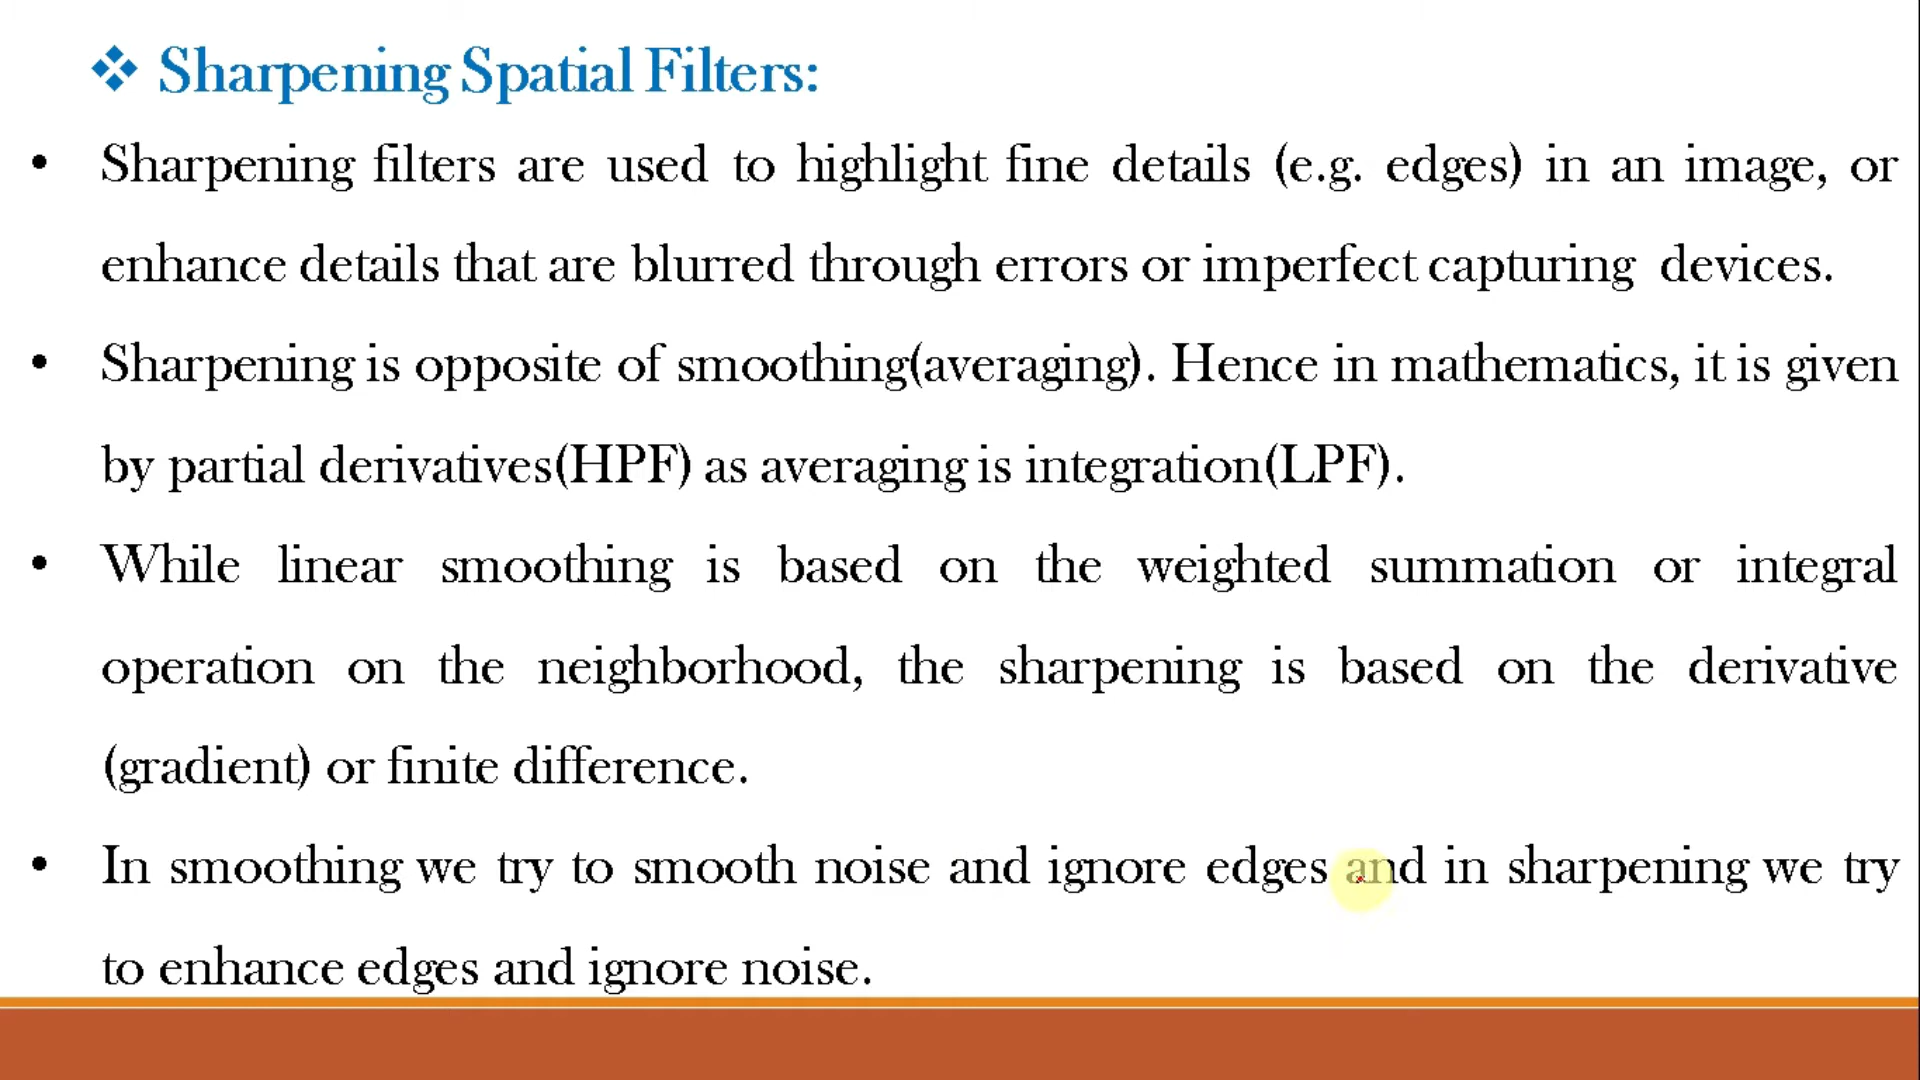 ❖ Sharpening Spatial Filters:
• Sharpening filters are used to highlight fine details (e.g. edges) in an image, or
enhance details that are blurred through errors or imperfect capturing devices.
• Sharpening is opposite of smoothing(averaging). Hence in mathematics, it is given
by partial derivatives(HPF) as averaging is integration(LPF).
• While linear smoothing is based on the weighted summation or integral
operation on the neighborhood, the sharpening is based on the derivative
(gradient) or finite difference.
• In smoothing we try to smooth noise and ignore edges and in sharpening we try
to enhance edges and ignore noise.